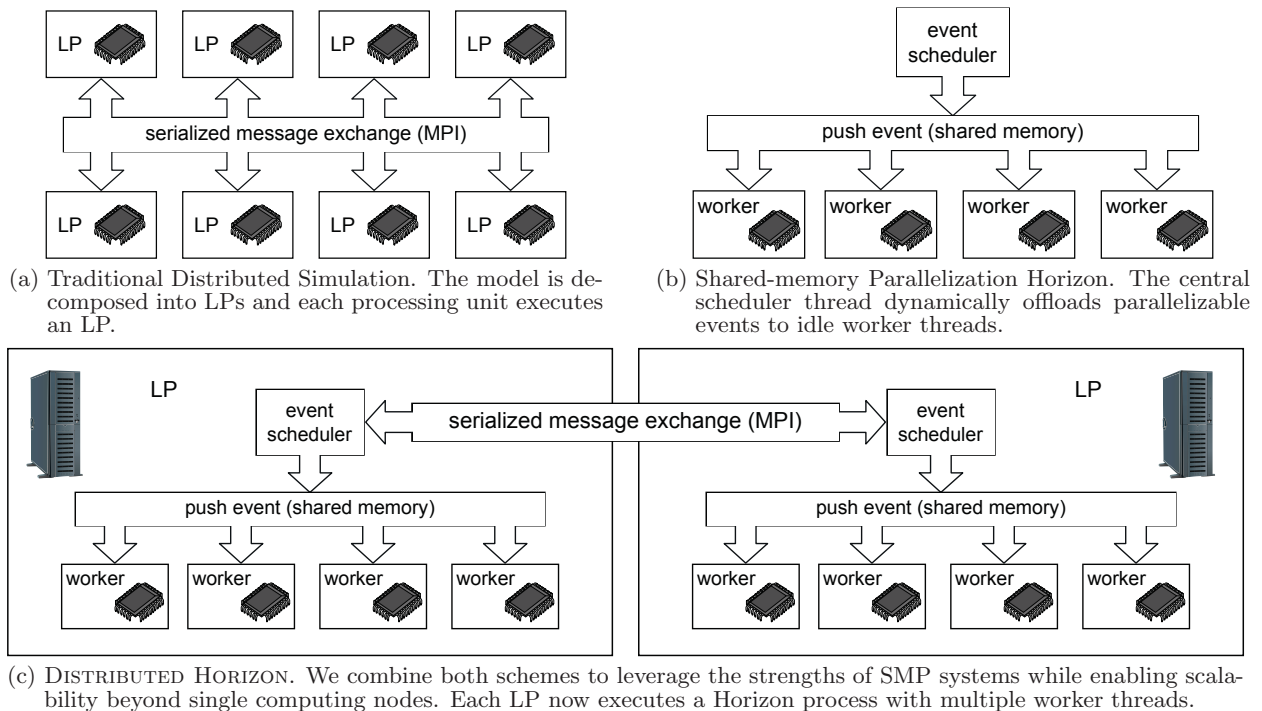 LP LP LP LP
serialized message exchange (MPI)
LP LP LP LP
(a) Traditional Distributed Simulation. The model is de-
composed into LPs and each processing unit executes
an LP.
event
scheduler
push event (shared memory)
worker worker worker worker
(b) Shared-memory Parallelization Horizon. The central
scheduler thread dynamically offloads parallelizable
events to idle worker threads.
LP
event
scheduler
serialized message exchange (MPI)
event
scheduler
LP
push event (shared memory)
worker worker worker worker
push event (shared memory)
worker worker worker worker
(c) DISTRIBUTED HORIZON. We combine both schemes to leverage the strengths of SMP systems while enabling scala-
bility beyond single computing nodes. Each LP now executes a Horizon process with multiple worker threads.